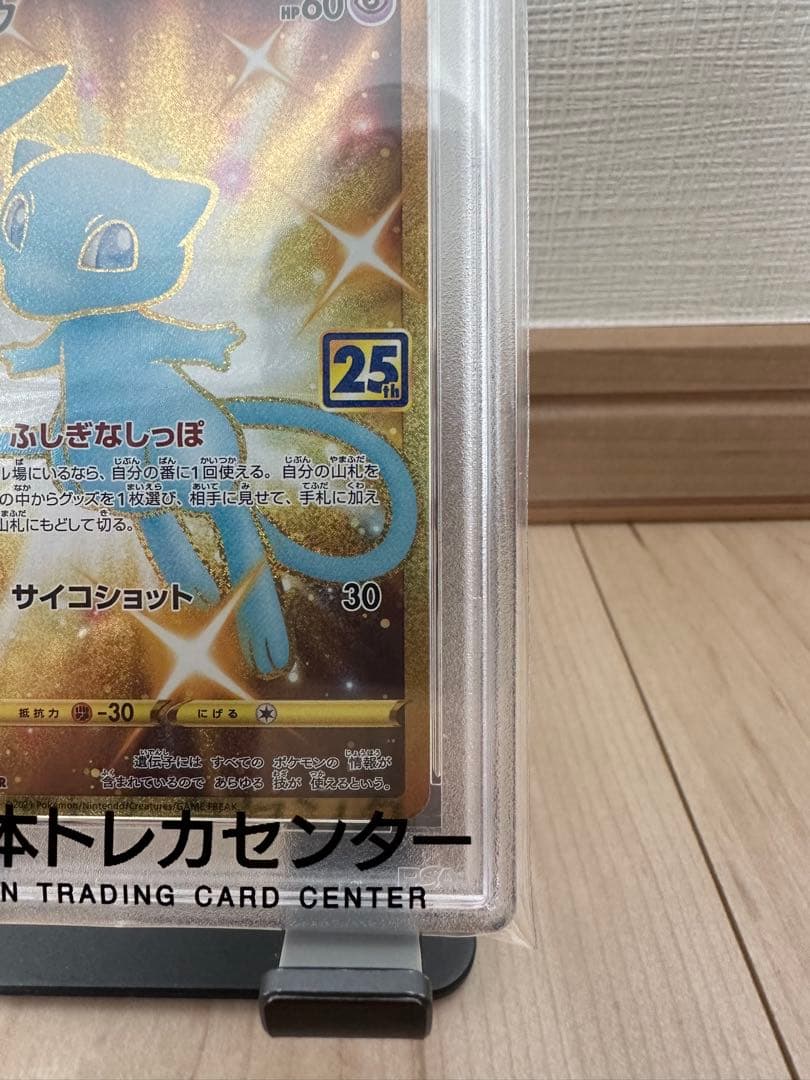 ウ HP60
25th
ふしぎなしっぽ
ル場にいるなら、自分の番に1回使える。自分の山札を
の中からグッズを1枚選び、相手に見せて、手札に加え
山札にもどして切る。
サイコショット 30
抵抗力 -30 にげる
遺伝子には すべての ポケモンの 情報が
含まれているので あらゆる 技が 使えるという。
R
©2021 Pokémon/Nintendo/Creatures/GAME FREAK
本トレカセンター
N TRADING CARD CENTER
PSA